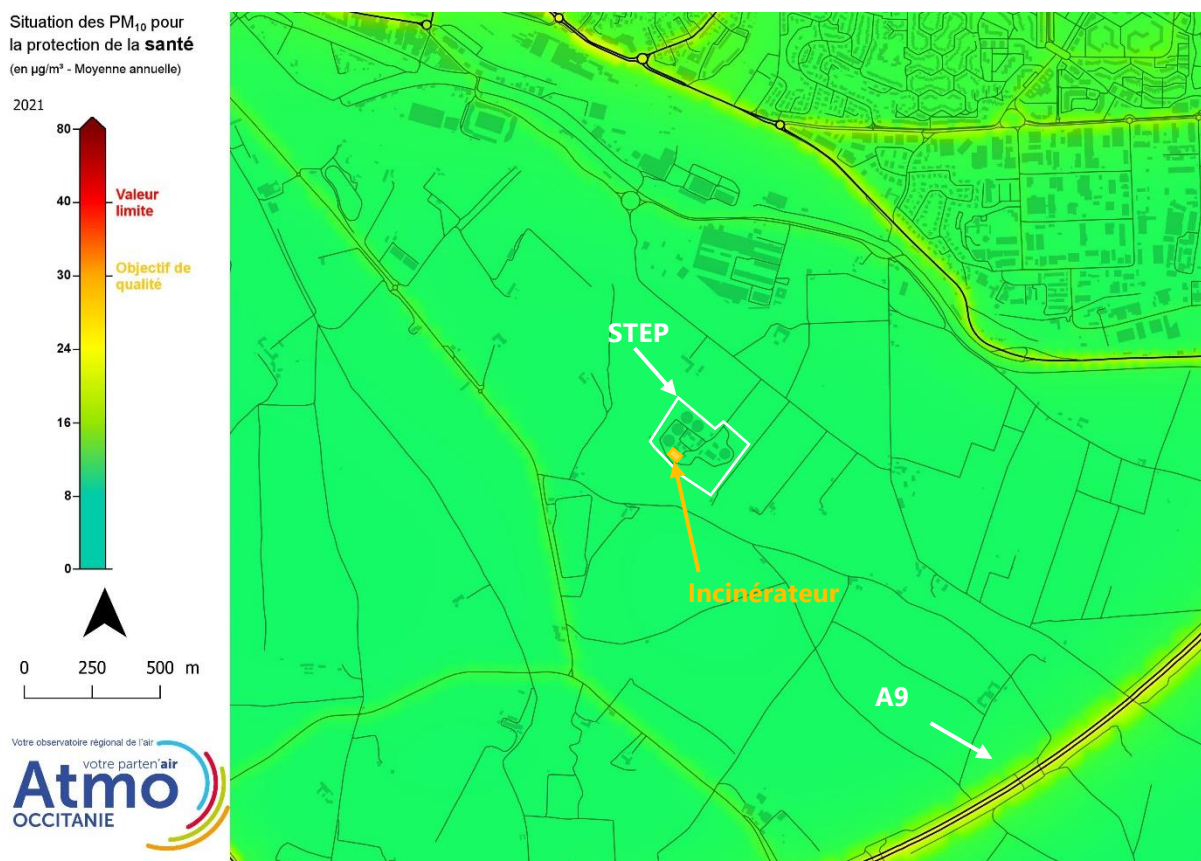 Situation des PM₁₀ pour
la protection de la santé
(en µg/m³ - Moyenne annuelle)
2021
80
40
Valeur
limite
30
Objectif de
qualité
24
16
8
0
0 250 500 m
Votre observatoire régional de l'air
votre parten'air
Atmo
OCCITANIE
STEP
Incinérateur
A9